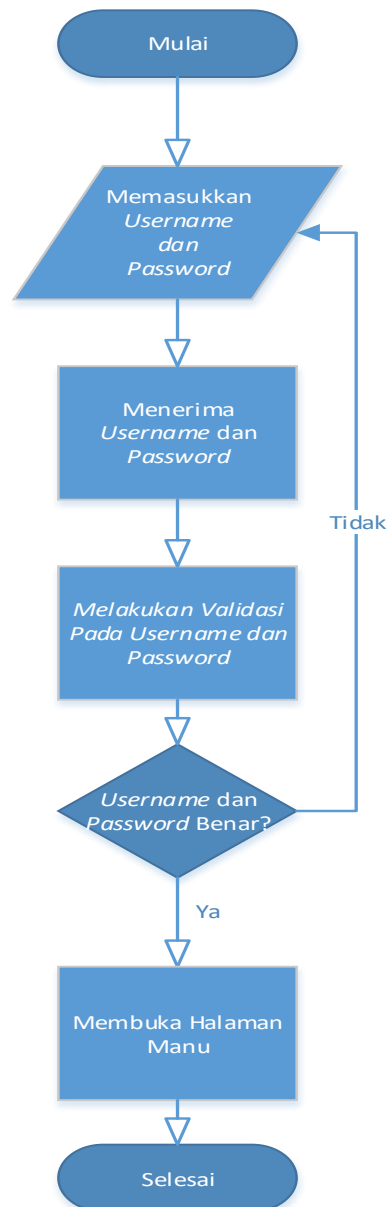 Mulai
Memasukkan
Username
dan
Password
Menerima
Username dan
Password
Tidak
Melakukan Validasi
Pada Username dan
Password
Username dan
Password Benar?
Ya
Membuka Halaman
Manu
Selesai